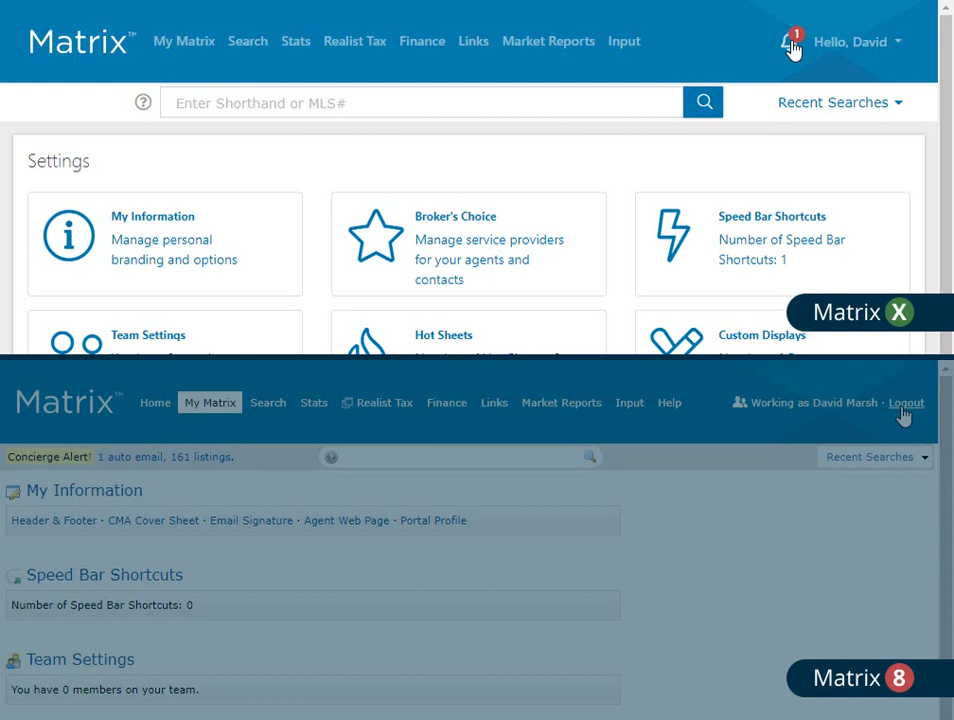 Matrix™ My Matrix Search Stats Realist Tax Finance Links Market Reports Input 1 Hello, David
? Enter Shorthand or MLS# Recent Searches
Settings
My Information
Manage personal
branding and options
Broker's Choice
Manage service providers
for your agents and
contacts
Speed Bar Shortcuts
Number of Speed Bar
Shortcuts: 1
Matrix X
Team Settings
Hot Sheets
Custom Displays
Matrix™ Home My Matrix Search Stats Realist Tax Finance Links Market Reports Input Help Working as David Marsh · Logout
Concierge Alert! 1 auto email, 161 listings. Recent Searches
My Information
Header & Footer · CMA Cover Sheet · Email Signature · Agent Web Page · Portal Profile
Speed Bar Shortcuts
Number of Speed Bar Shortcuts: 0
Team Settings
Matrix 8
You have 0 members on your team.